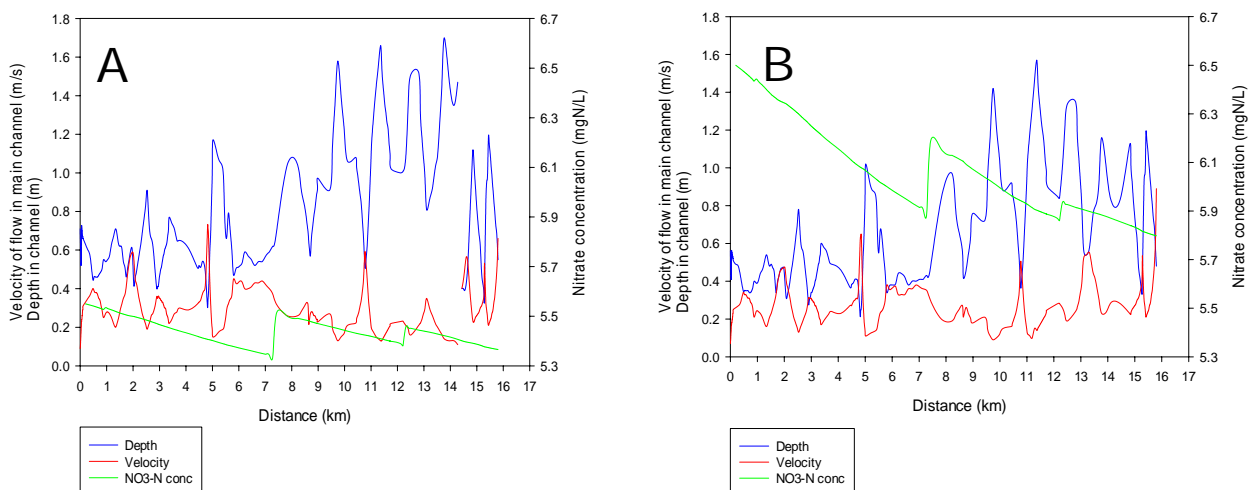 A
Velocity of flow in main channel (m/s)
Depth in channel (m)
1.8
1.6
1.4
1.2
1.0
0.8
0.6
0.4
0.2
0.0
6.7
6.5
6.3
6.1
5.9
5.7
5.5
5.3
Nitrate concentration (mgN/L)
0 1 2 3 4 5 6 7 8 9 10 11 12 13 14 15 16 17
Distance (km)
Depth
Velocity
NO3-N conc
B
Velocity of flow in main channel (m/s)
Depth in channel (m)
1.8
1.6
1.4
1.2
1.0
0.8
0.6
0.4
0.2
0.0
6.7
6.5
6.3
6.1
5.9
5.7
5.5
5.3
Nitrate concentration (mgN/L)
0 1 2 3 4 5 6 7 8 9 10 11 12 13 14 15 16 17
Distance (km)
Depth
Velocity
NO3-N conc